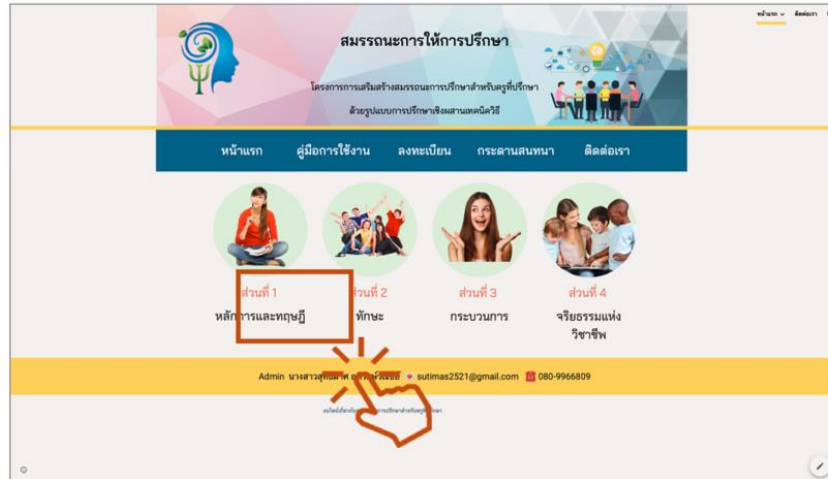 หน้าแรก ติดต่อเรา
สมรรถนะการให้การปรึกษา
โครงการการเสริมสร้างสมรรถนะการปรึกษาสำหรับครูที่ปรึกษา
ด้วยรูปแบบการปรึกษาเชิงผสานเทคนิควิธี
หน้าแรก คู่มือการใช้งาน ลงทะเบียน กระดานสนทนา ติดต่อเรา
ส่วนที่ 1 ส่วนที่ 2 ส่วนที่ 3 ส่วนที่ 4
หลักการและทฤษฎี ทักษะ กระบวนการ จริยธรรมแห่ง
วิชาชีพ
Admin นางสาว sutimas2521@gmail.com 080-9966809